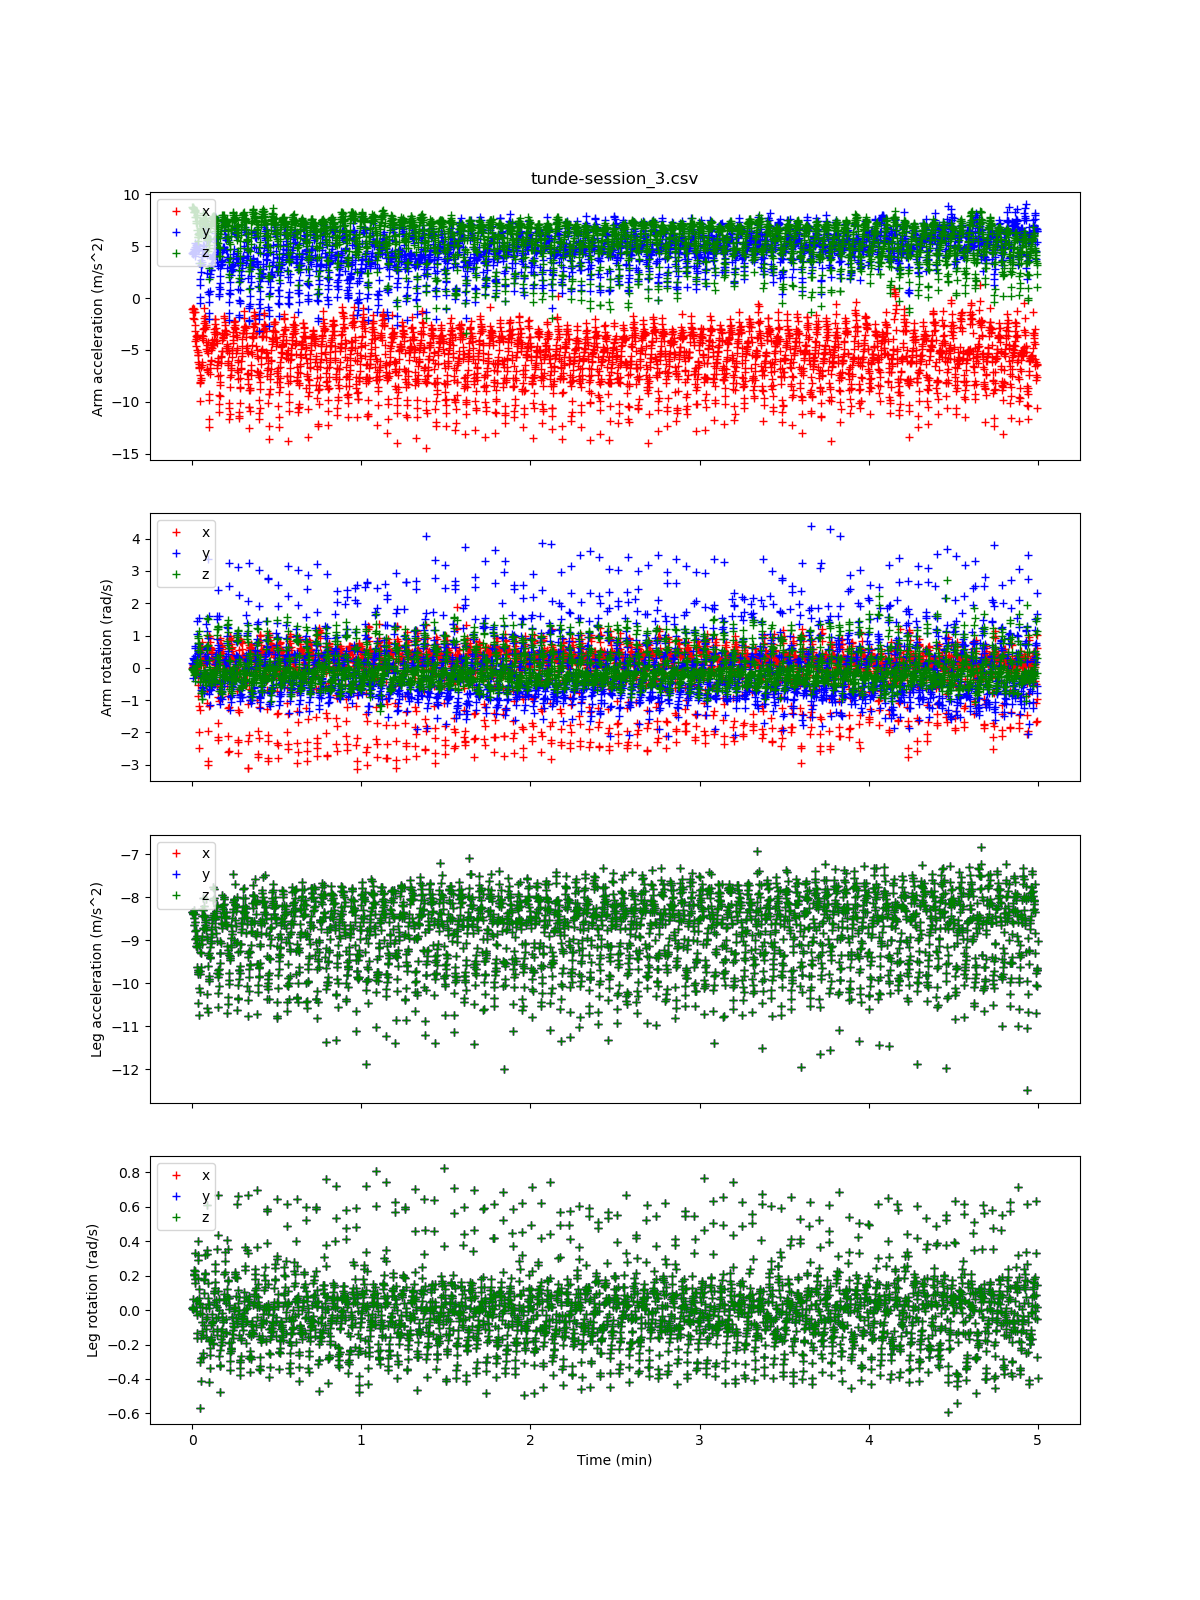 tunde-session_3.csv
10
5
0
−5
−10
−15
Arm acceleration (m/s^2)
x
y
z
4
3
2
1
0
−1
−2
−3
Arm rotation (rad/s)
x
y
z
−7
−8
−9
−10
−11
−12
Leg acceleration (m/s^2)
x
y
z
0.8
0.6
0.4
0.2
0.0
−0.2
−0.4
−0.6
Leg rotation (rad/s)
x
y
z
0 1 2 3 4 5
Time (min)